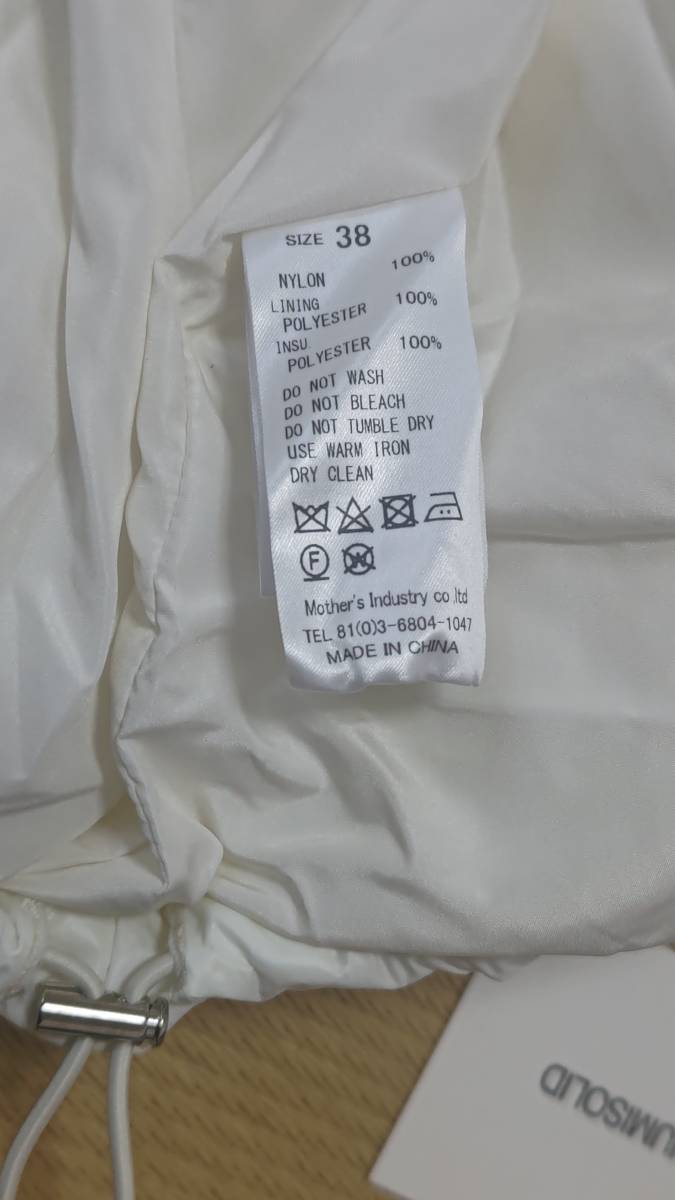 SIZE 38
NYLON 100%
LINING
POLYESTER 100%
INSU.
POLYESTER 100%
DO NOT WASH
DO NOT BLEACH
DO NOT TUMBLE DRY
USE WARM IRON
DRY CLEAN
F W
Mother's Industry co.,ltd
TEL 81(0)3-6804-1047
MADE IN CHINA
UMISOLID